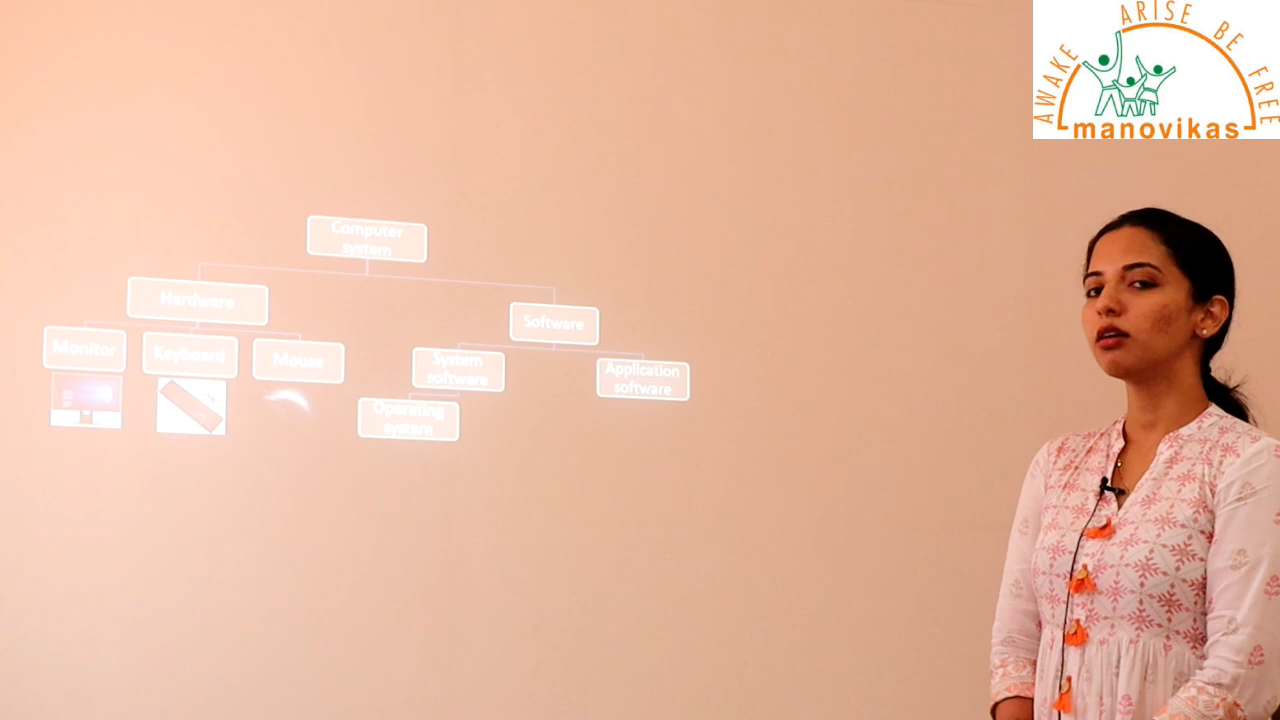 AWAKE ARISE BE FREE
manovikas
Computer
system
Hardware
Software
Monitor
Keyboard
Mouse
System
software
Application
software
Operating
system